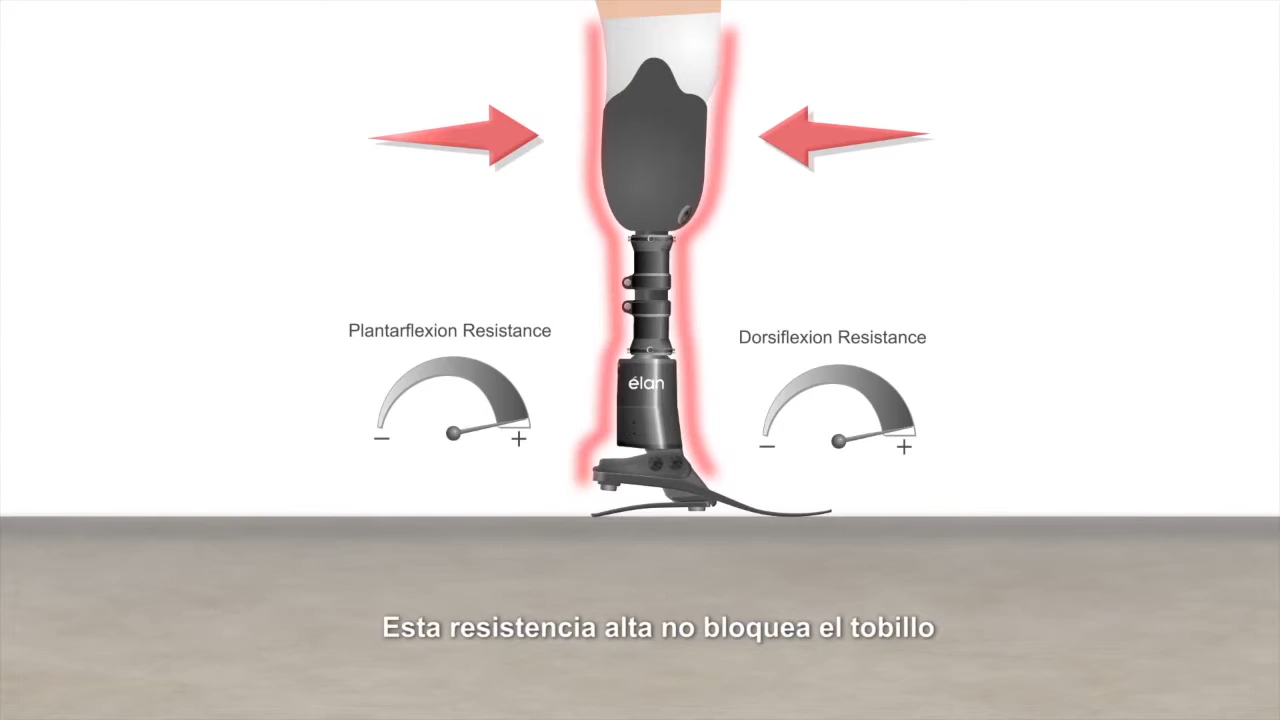 Plantarflexion Resistance
Dorsiflexion Resistance
élan
− +
− +
Esta resistencia alta no bloquea el tobillo